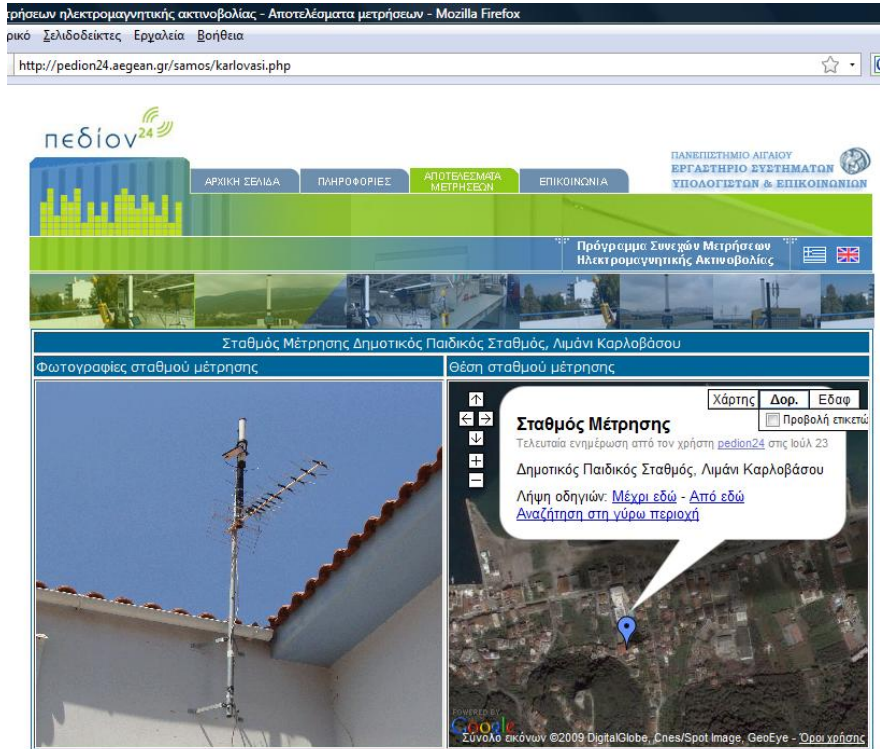 τρήσεων ηλεκτρομαγνητικής ακτινοβολίας - Αποτελέσματα μετρήσεων - Mozilla Firefox
ρικό Σελιδοδείκτες Εργαλεία Βοήθεια
http://pedion24.aegean.gr/samos/karlovasi.php
πεδίον24
ΑΡΧΙΚΗ ΣΕΛΙΔΑ
ΠΛΗΡΟΦΟΡΙΕΣ
ΑΠΟΤΕΛΕΣΜΑΤΑ
ΜΕΤΡΗΣΕΩΝ
ΕΠΙΚΟΙΝΩΝΙΑ
ΠΑΝΕΠΙΣΤΗΜΙΟ ΑΙΓΑΙΟΥ
ΕΡΓΑΣΤΗΡΙΟ ΣΥΣΤΗΜΑΤΩΝ
ΥΠΟΛΟΓΙΣΤΩΝ & ΕΠΙΚΟΙΝΩΝΙΩΝ
Πρόγραμμα Συνεχών Μετρήσεων
Ηλεκτρομαγνητικής Ακτινοβολίας
Σταθμός Μέτρησης Δημοτικός Παιδικός Σταθμός, Λιμάνι Καρλοβάσου
Φωτογραφίες σταθμού μέτρησης
Θέση σταθμού μέτρησης
Χάρτης Δορ. Εδαφ
Προβολή ετικετώ
Σταθμός Μέτρησης
Τελευταία ενημέρωση από τον χρήστη pedion24 στις Ιούλ 23
Δημοτικός Παιδικός Σταθμός, Λιμάνι Καρλοβάσου
Λήψη οδηγιών: Μέχρι εδώ - Από εδώ
Αναζήτηση στη γύρω περιοχή
POWERED BY
Google
Σύνολο εικόνων ©2009 DigitalGlobe, Cnes/Spot Image, GeoEye - Όροι χρήσης